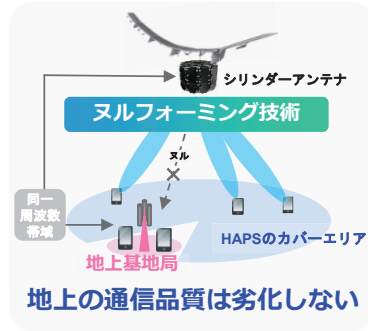 シリンダーアンテナ
ヌルフォーミング技術
ヌル
同一
周波数
帯域
HAPSのカバーエリア
地上基地局
地上の通信品質は劣化しない